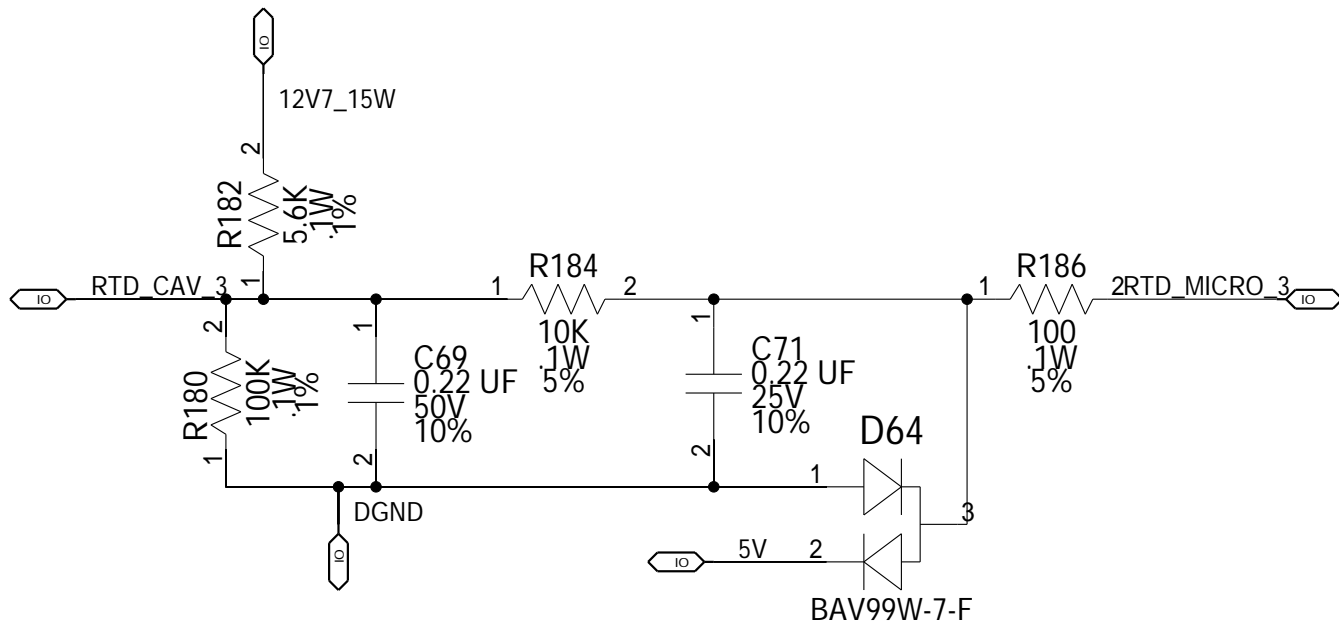 IO
12V7_15W
2
R182
5.6K
.1W
.1%
1
IO
RTD_CAV_3
1
R184
2
10K
.1W
5%
1
R186
2
RTD_MICRO_3
IO
100
.1W
5%
2
R180
100K
.1W
.1%
1
1
C69
0.22 UF
50V
10%
2
1
C71
0.22 UF
25V
10%
2
DGND
IO
D64
1
3
IO
5V
2
BAV99W-7-F